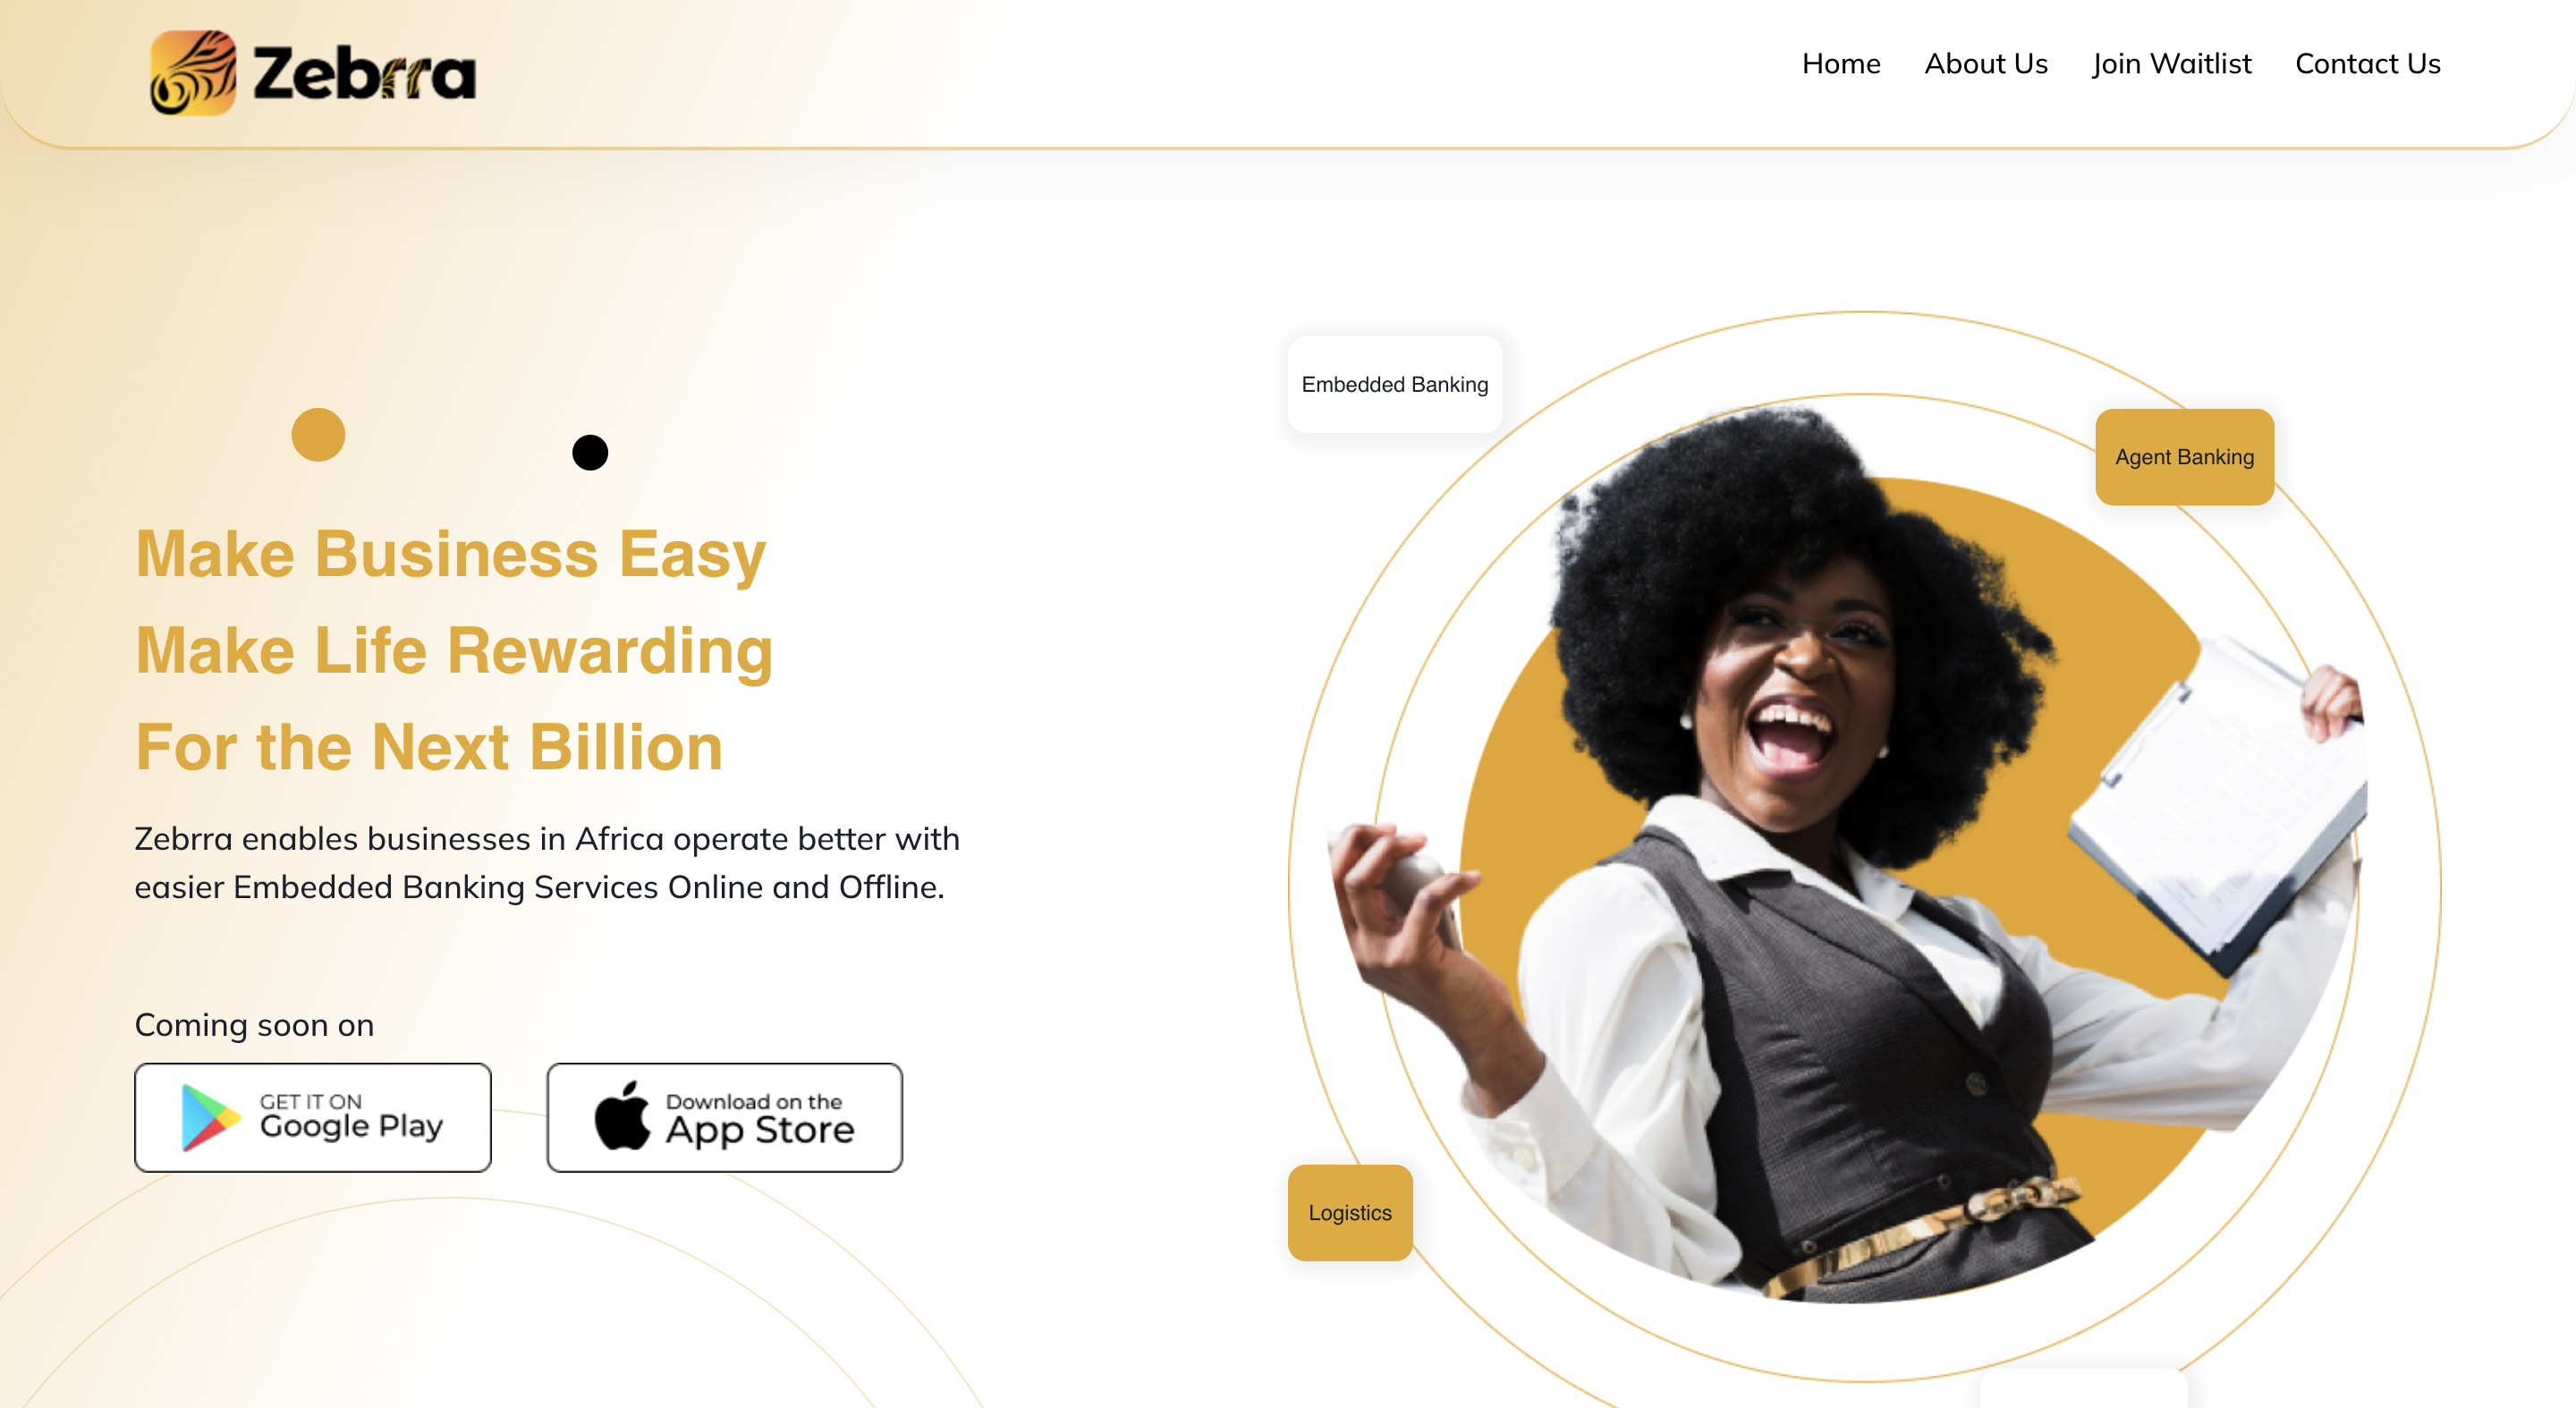 Zebrra
Home
About Us
Join Waitlist
Contact Us
Embedded Banking
Agent Banking
Make Business Easy
Make Life Rewarding
For the Next Billion
Zebrra enables businesses in Africa operate better with
easier Embedded Banking Services Online and Offline.
Coming soon on
GET IT ON
Google Play
Download on the
App Store
Logistics